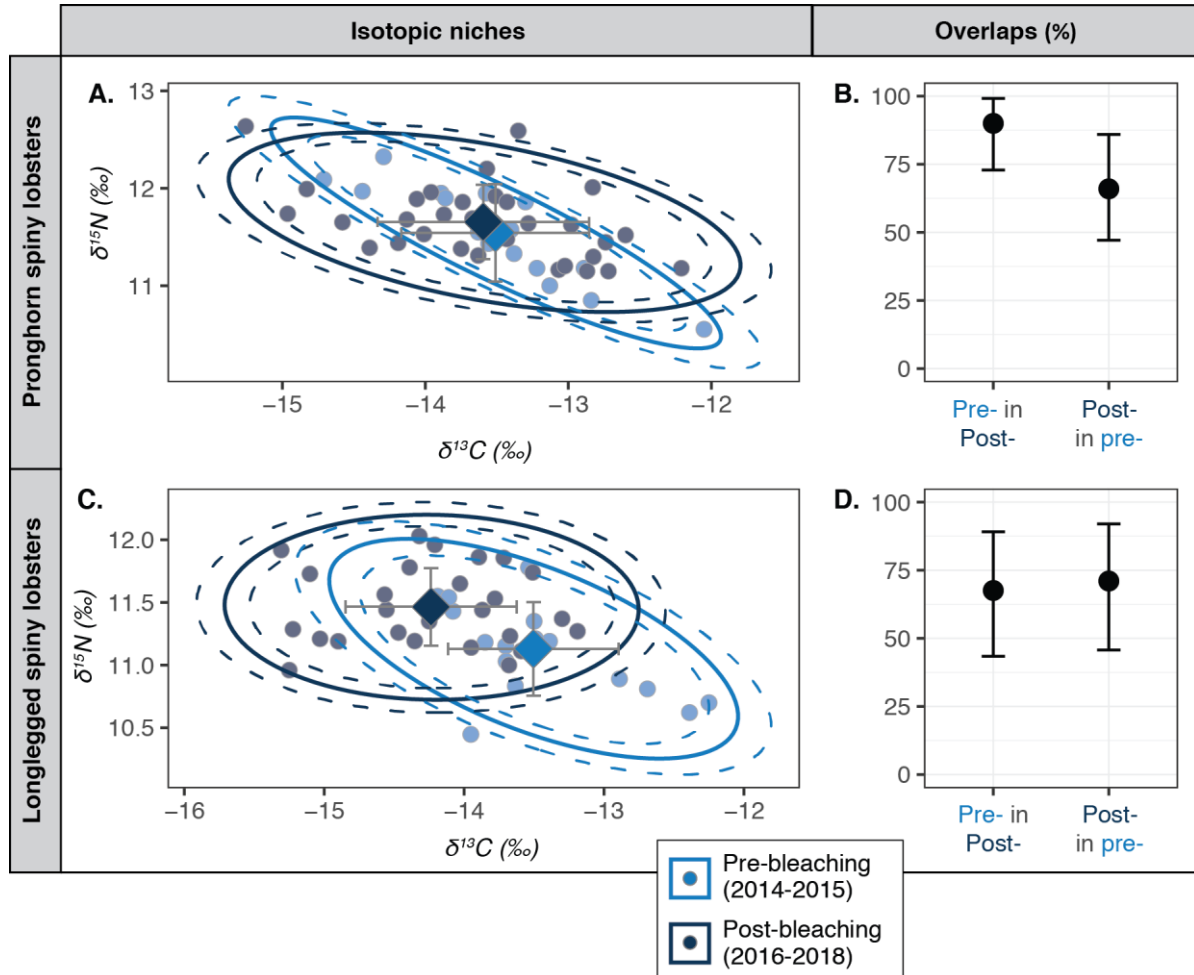 Isotopic niches
Overlaps (%)
Pronghorn spiny lobsters
A.
13
12
11
δ¹⁵N (‰)
−15
−14
−13
−12
δ¹³C (‰)
B.
100
75
50
25
0
Pre- in
Post-
Post-
in pre-
Longlegged spiny lobsters
C.
12.0
11.5
11.0
10.5
δ¹⁵N (‰)
−16
−15
−14
−13
−12
δ¹³C (‰)
D.
100
75
50
25
0
Pre- in
Post-
Post-
in pre-
Pre-bleaching
(2014-2015)
Post-bleaching
(2016-2018)